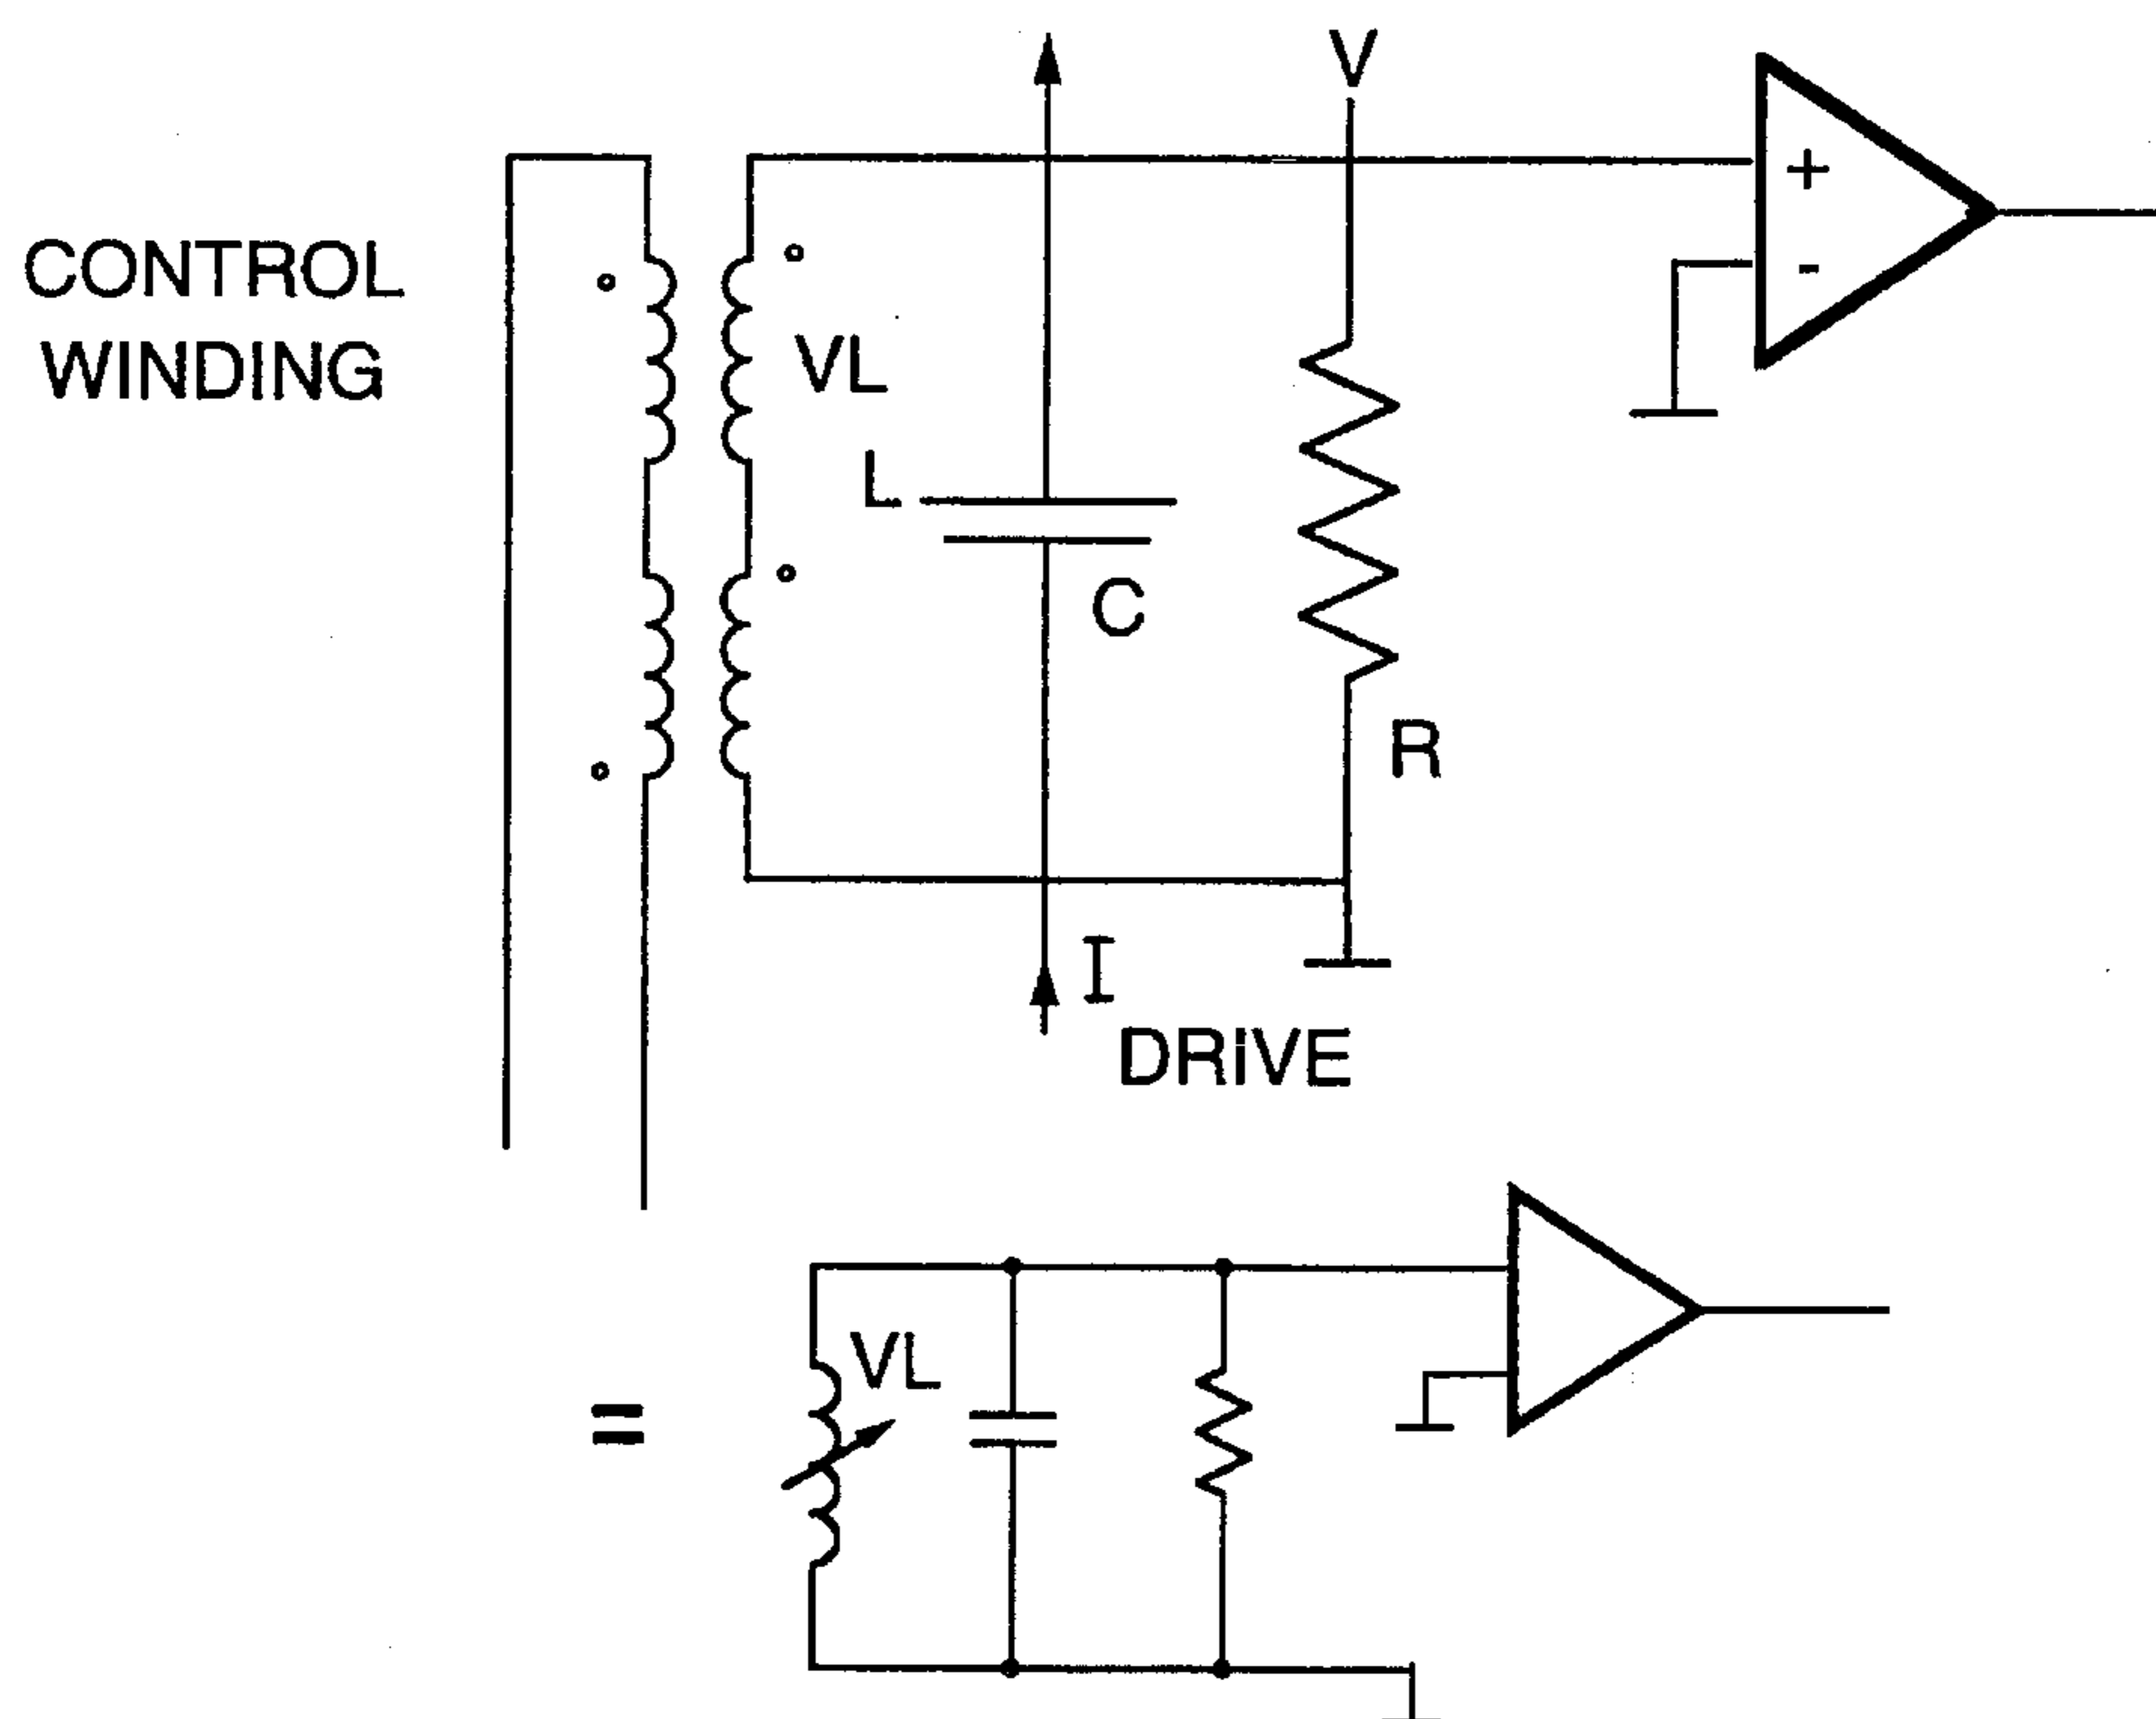 V
+
-
CONTROL
WINDING
VL
L
C
R
I
DRiVE
=
VL